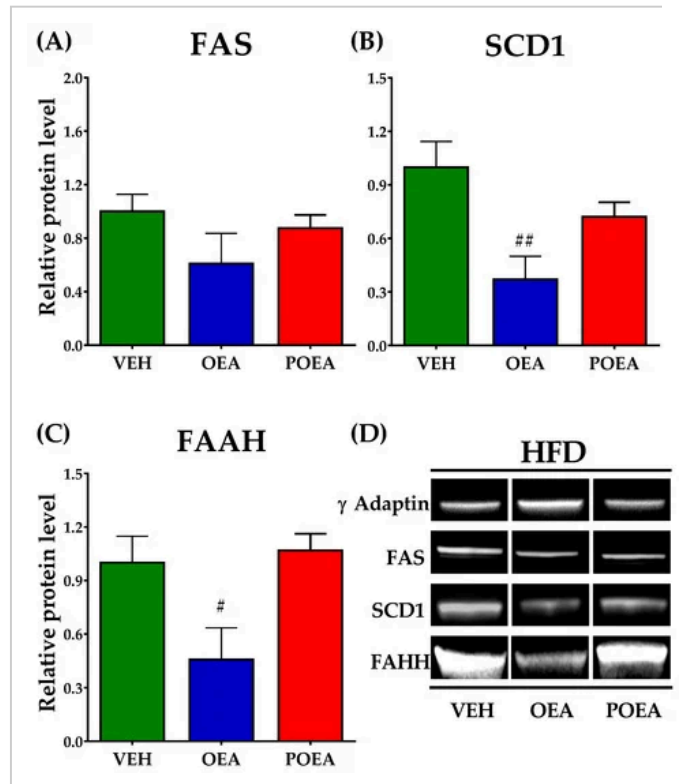 (A) FAS
Relative protein level
2.0
1.6
1.2
0.8
0.4
0.0
VEH OEA POEA
(B) SCD1
1.5
1.2
0.9
0.6
0.3
0.0
##
VEH OEA POEA
(C) FAAH
Relative protein level
1.5
1.2
0.9
0.6
0.3
0.0
#
VEH OEA POEA
(D) HFD
γ Adaptin
FAS
SCD1
FAHH
VEH OEA POEA